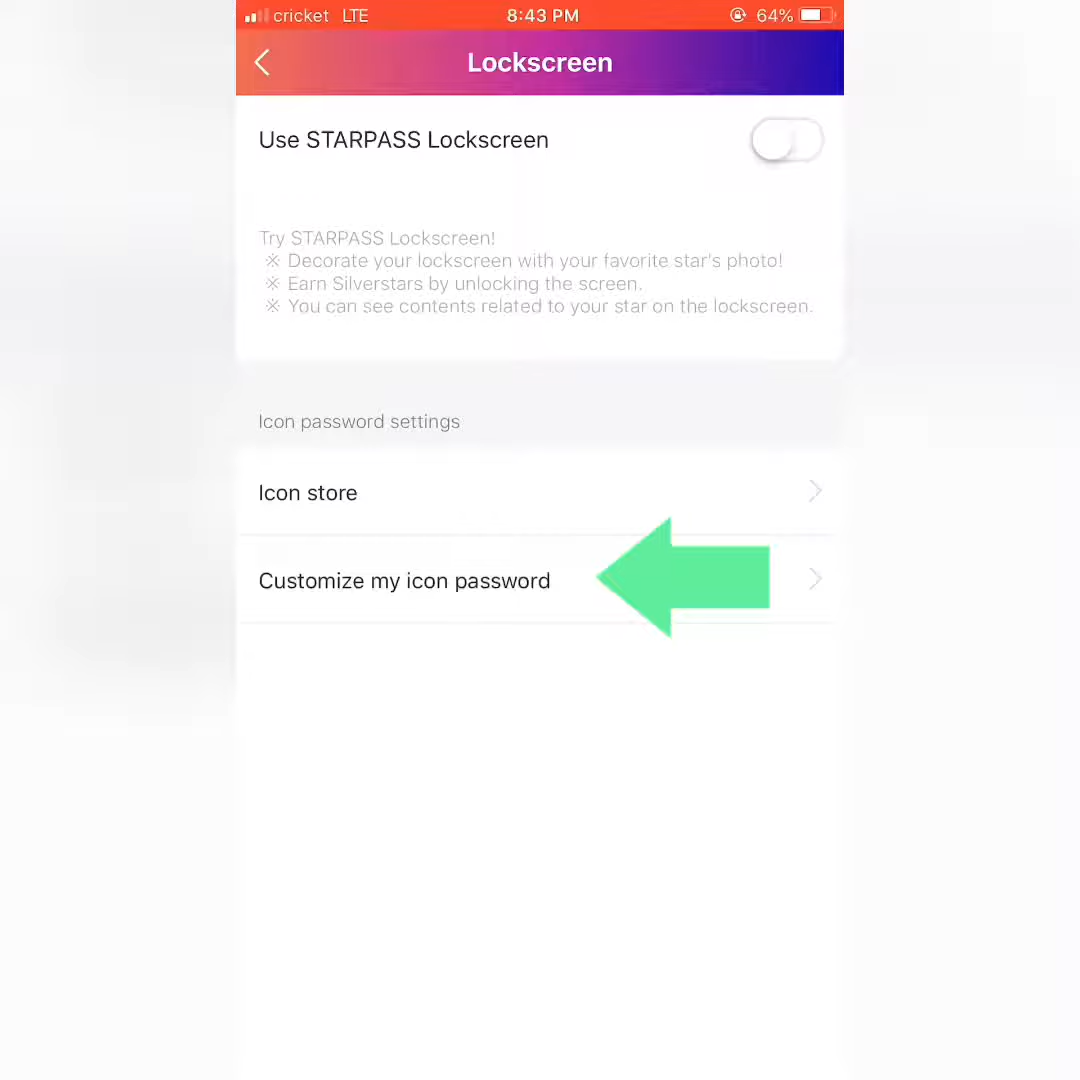 cricket LTE 8:43 PM 64%
Lockscreen
Use STARPASS Lockscreen
Try STARPASS Lockscreen!
※ Decorate your lockscreen with your favorite star's photo!
※ Earn Silverstars by unlocking the screen.
※ You can see contents related to your star on the lockscreen.
Icon password settings
Icon store
Customize my icon password